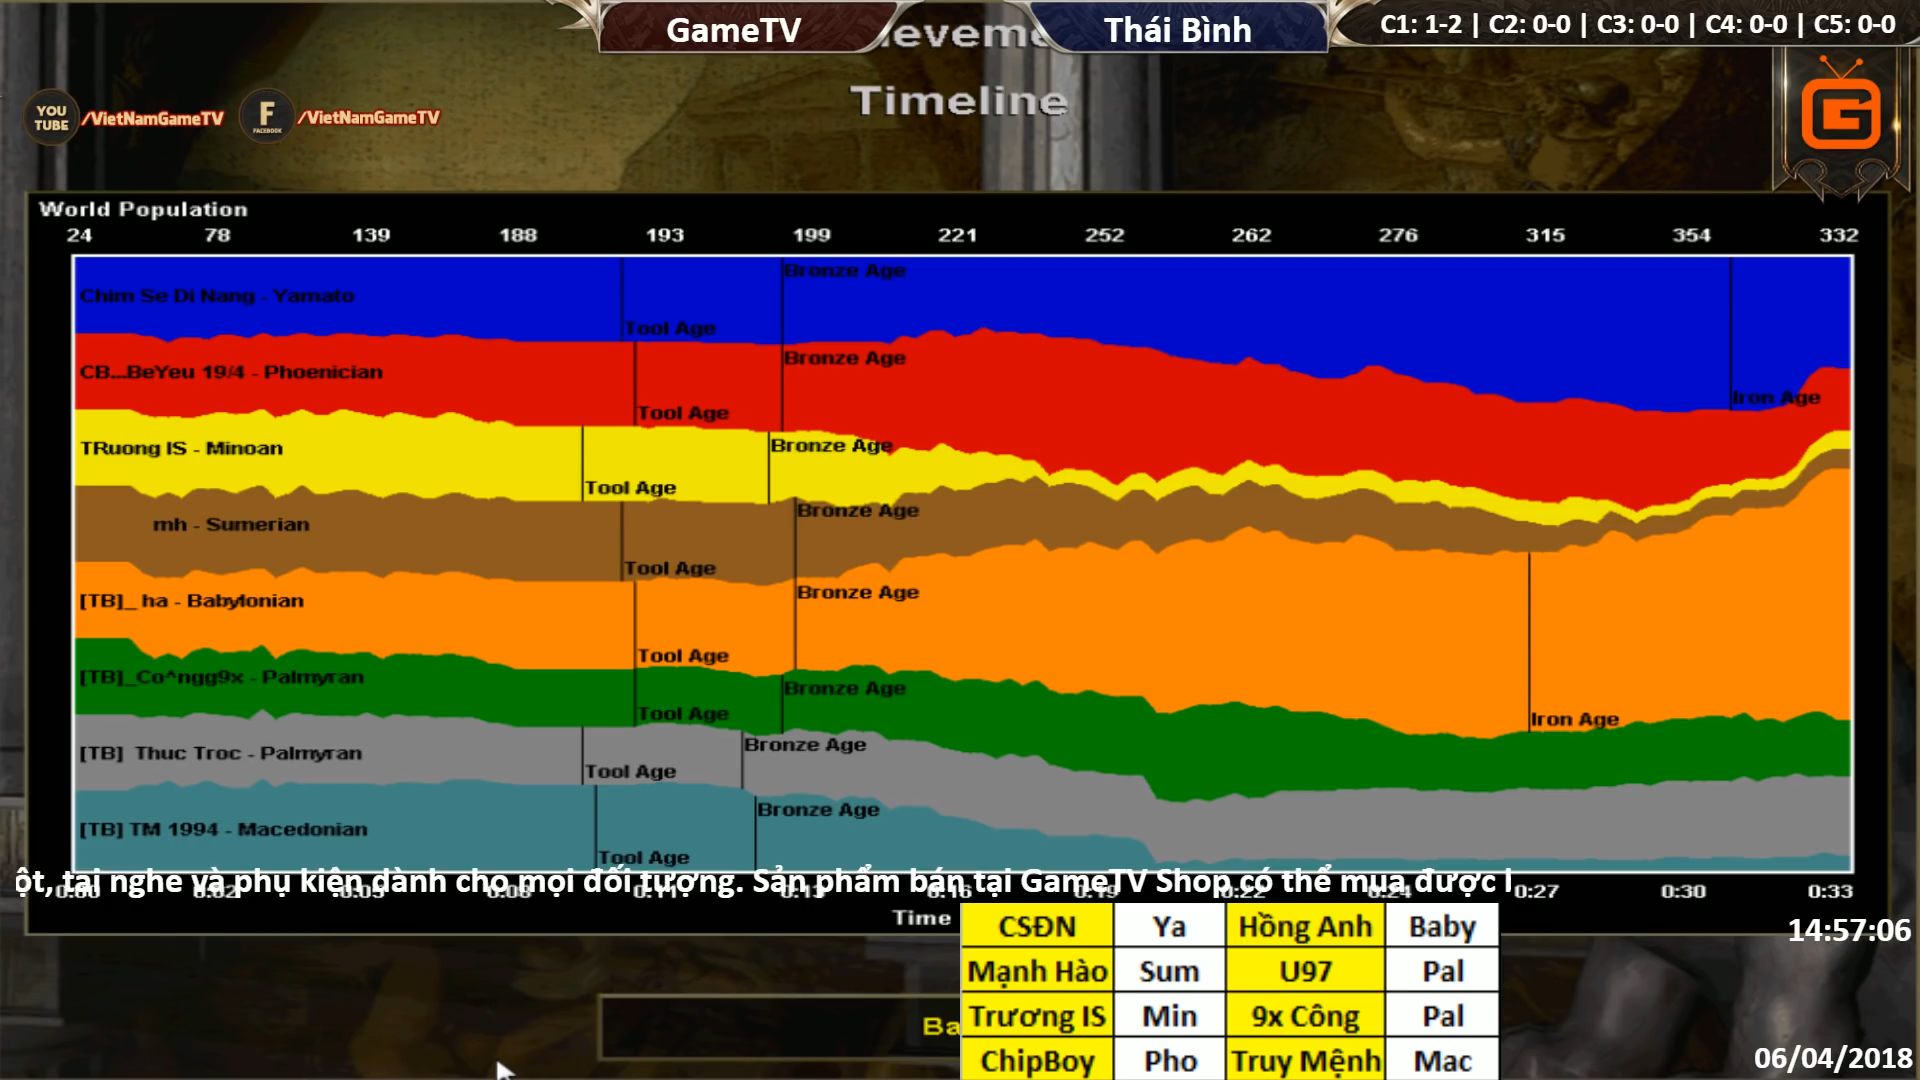 GameTV
Thái Bình
C1: 1-2 | C2: 0-0 | C3: 0-0 | C4: 0-0 | C5: 0-0
Timeline
YOU TUBE /VietNamGameTV
F FACEBOOK /VietNamGameTV
G
World Population
24 78 139 188 193 199 221 252 262 276 315 354 332
Bronze Age
Chim Se Di Nang - Yamato
Tool Age
Iron Age
Bronze Age
CB...BeYeu 19/4 - Phoenician
Tool Age
Bronze Age
TRuong IS - Minoan
Tool Age
Bronze Age
mh - Sumerian
Tool Age
Bronze Age
[TB]_ ha - Babylonian
Tool Age
Iron Age
Bronze Age
[TB]_Co^ngg9x - Palmyran
Tool Age
Bronze Age
[TB] Thuc Troc - Palmyran
Tool Age
Bronze Age
[TB] TM 1994 - Macedonian
Tool Age
tai nghe và phụ kiện dành cho mọi đối tượng. Sản phẩm bán tại GameTV Shop có thể mua được
0:27 0:30 0:33
Time
CSĐN Ya Hồng Anh Baby
Mạnh Hào Sum U97 Pal
Trương IS Min 9x Công Pal
ChipBoy Pho Truy Mệnh Mac
14:57:06
06/04/2018